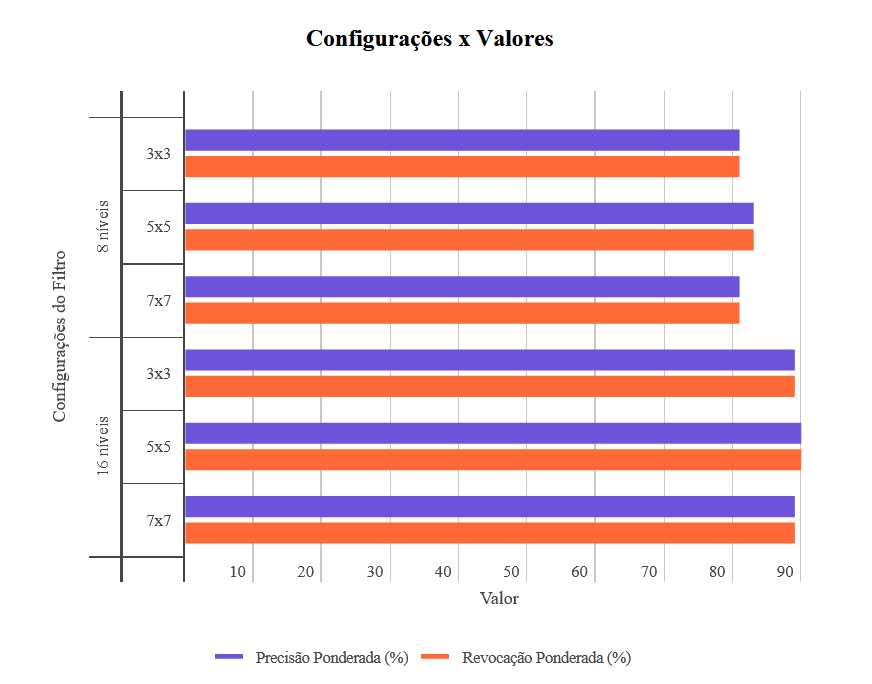 Configurações x Valores
Configurações do Filtro
8 níveis
3x3
5x5
7x7
16 níveis
3x3
5x5
7x7
10 20 30 40 50 60 70 80 90
Valor
Precisão Ponderada (%) Revocação Ponderada (%)